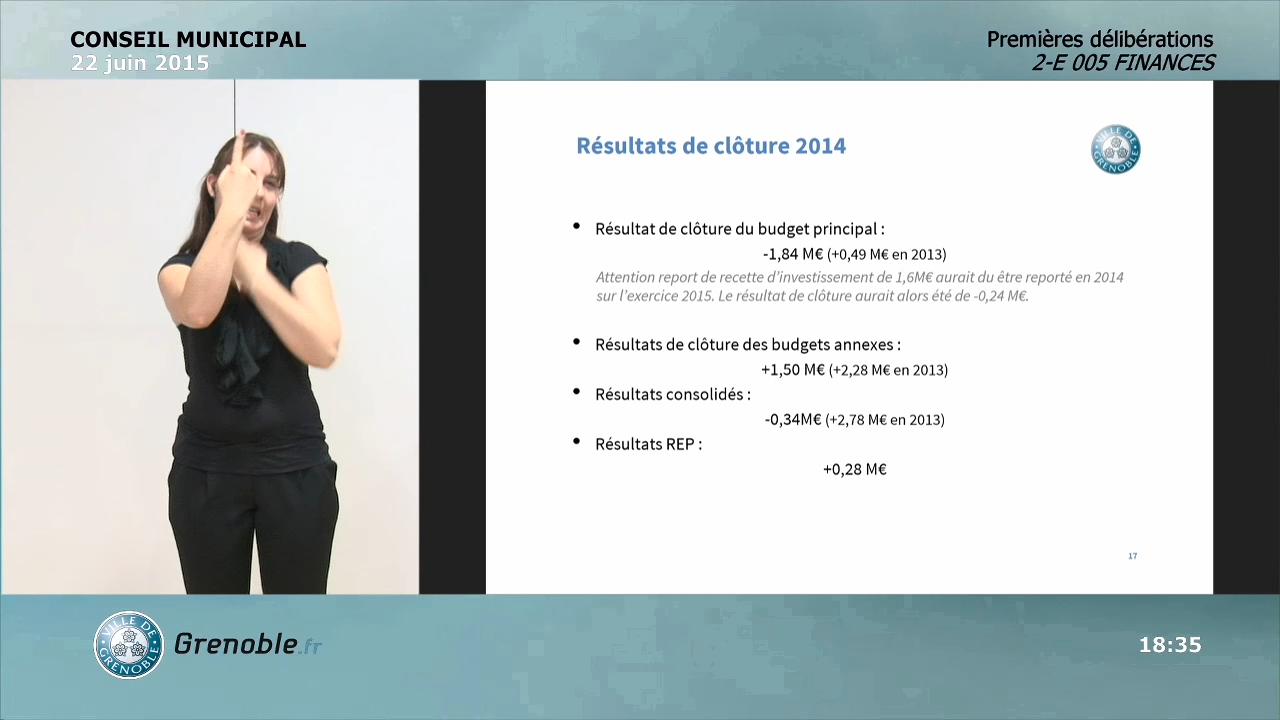 CONSEIL MUNICIPAL
22 juin 2015
Premières délibérations
2-E 005 FINANCES
Résultats de clôture 2014
VILLE DE GRENOBLE
• Résultat de clôture du budget principal :
-1,84 M€ (+0,49 M€ en 2013)
Attention report de recette d’investissement de 1,6M€ aurait du être reporté en 2014
sur l’exercice 2015. Le résultat de clôture aurait alors été de -0,24 M€.
• Résultats de clôture des budgets annexes :
+1,50 M€ (+2,28 M€ en 2013)
• Résultats consolidés :
-0,34M€ (+2,78 M€ en 2013)
• Résultats REP :
+0,28 M€
17
VILLE DE GRENOBLE
Grenoble.fr
18:35